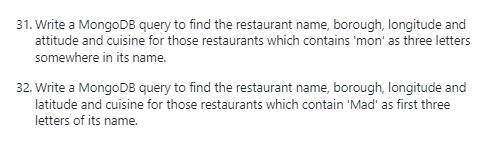 31. Write a MongoDB query to find the restaurant name, borough, longitude and
attitude and cuisine for those restaurants which contains 'mon' as three letters
somewhere in its name.
32. Write a MongoDB query to find the restaurant name, borough, longitude and
latitude and cuisine for those restaurants which contain 'Mad' as first three
letters of its name.